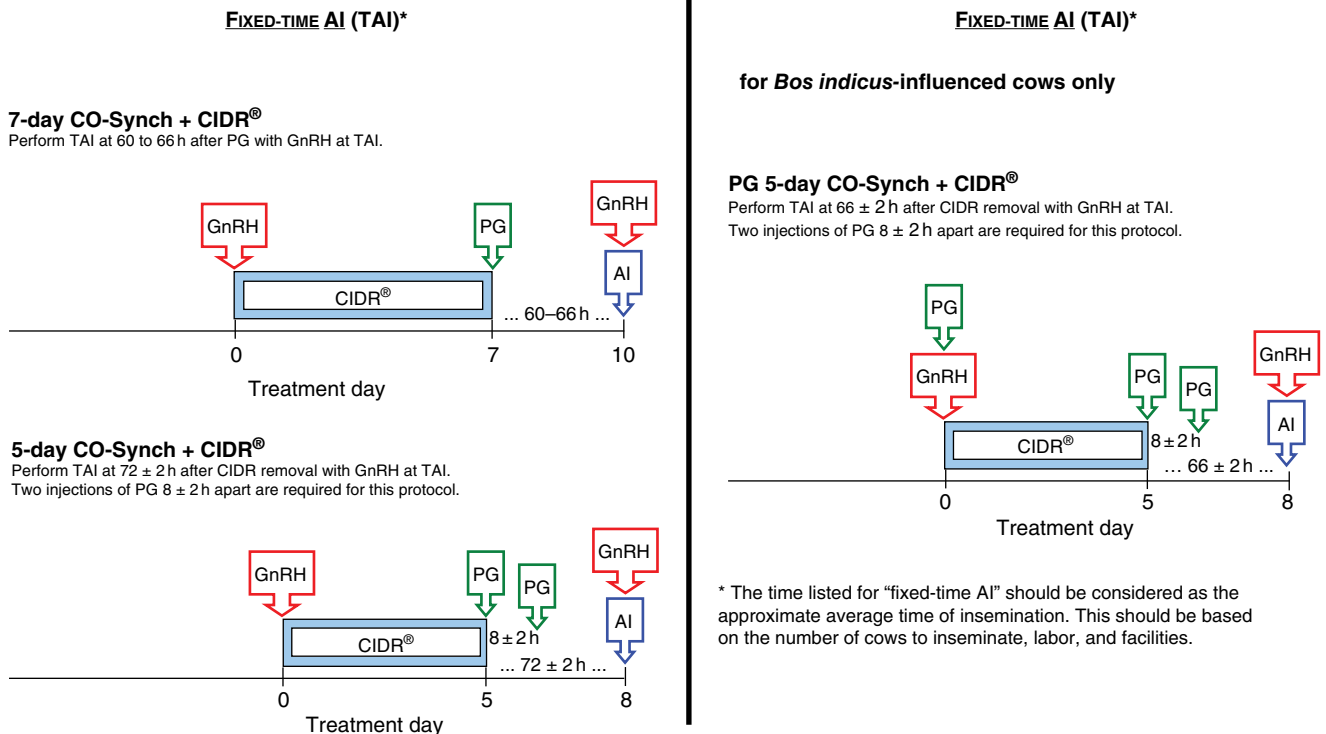 FIXED-TIME AI (TAI)*
7-day CO-Synch + CIDR®
Perform TAI at 60 to 66 h after PG with GnRH at TAI.
GnRH
PG
GnRH
AI
CIDR®
... 60–66 h ...
0
7
10
Treatment day
5-day CO-Synch + CIDR®
Perform TAI at 72 ± 2 h after CIDR removal with GnRH at TAI.
Two injections of PG 8 ± 2 h apart are required for this protocol.
GnRH
PG
PG
GnRH
AI
CIDR®
8 ± 2 h
... 72 ± 2 h ...
0
5
8
Treatment day
FIXED-TIME AI (TAI)*
for Bos indicus-influenced cows only
PG 5-day CO-Synch + CIDR®
Perform TAI at 66 ± 2 h after CIDR removal with GnRH at TAI.
Two injections of PG 8 ± 2 h apart are required for this protocol.
PG
GnRH
PG
PG
GnRH
AI
CIDR®
8 ± 2 h
... 66 ± 2 h ...
0
5
8
Treatment day
* The time listed for “fixed-time AI” should be considered as the
approximate average time of insemination. This should be based
on the number of cows to inseminate, labor, and facilities.